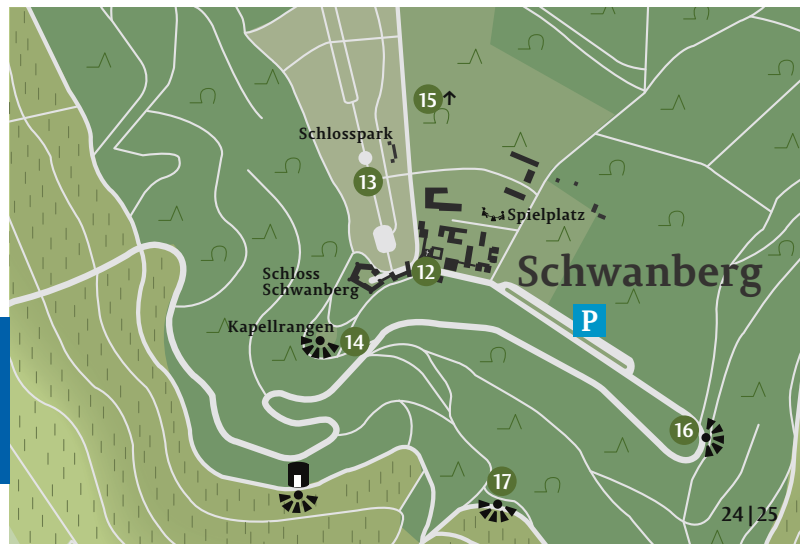 15
Schlosspark
13
Spielplatz
12
Schloss
Schwanberg
Schwanberg
P
Kapellrangen
14
16
17
24 | 25